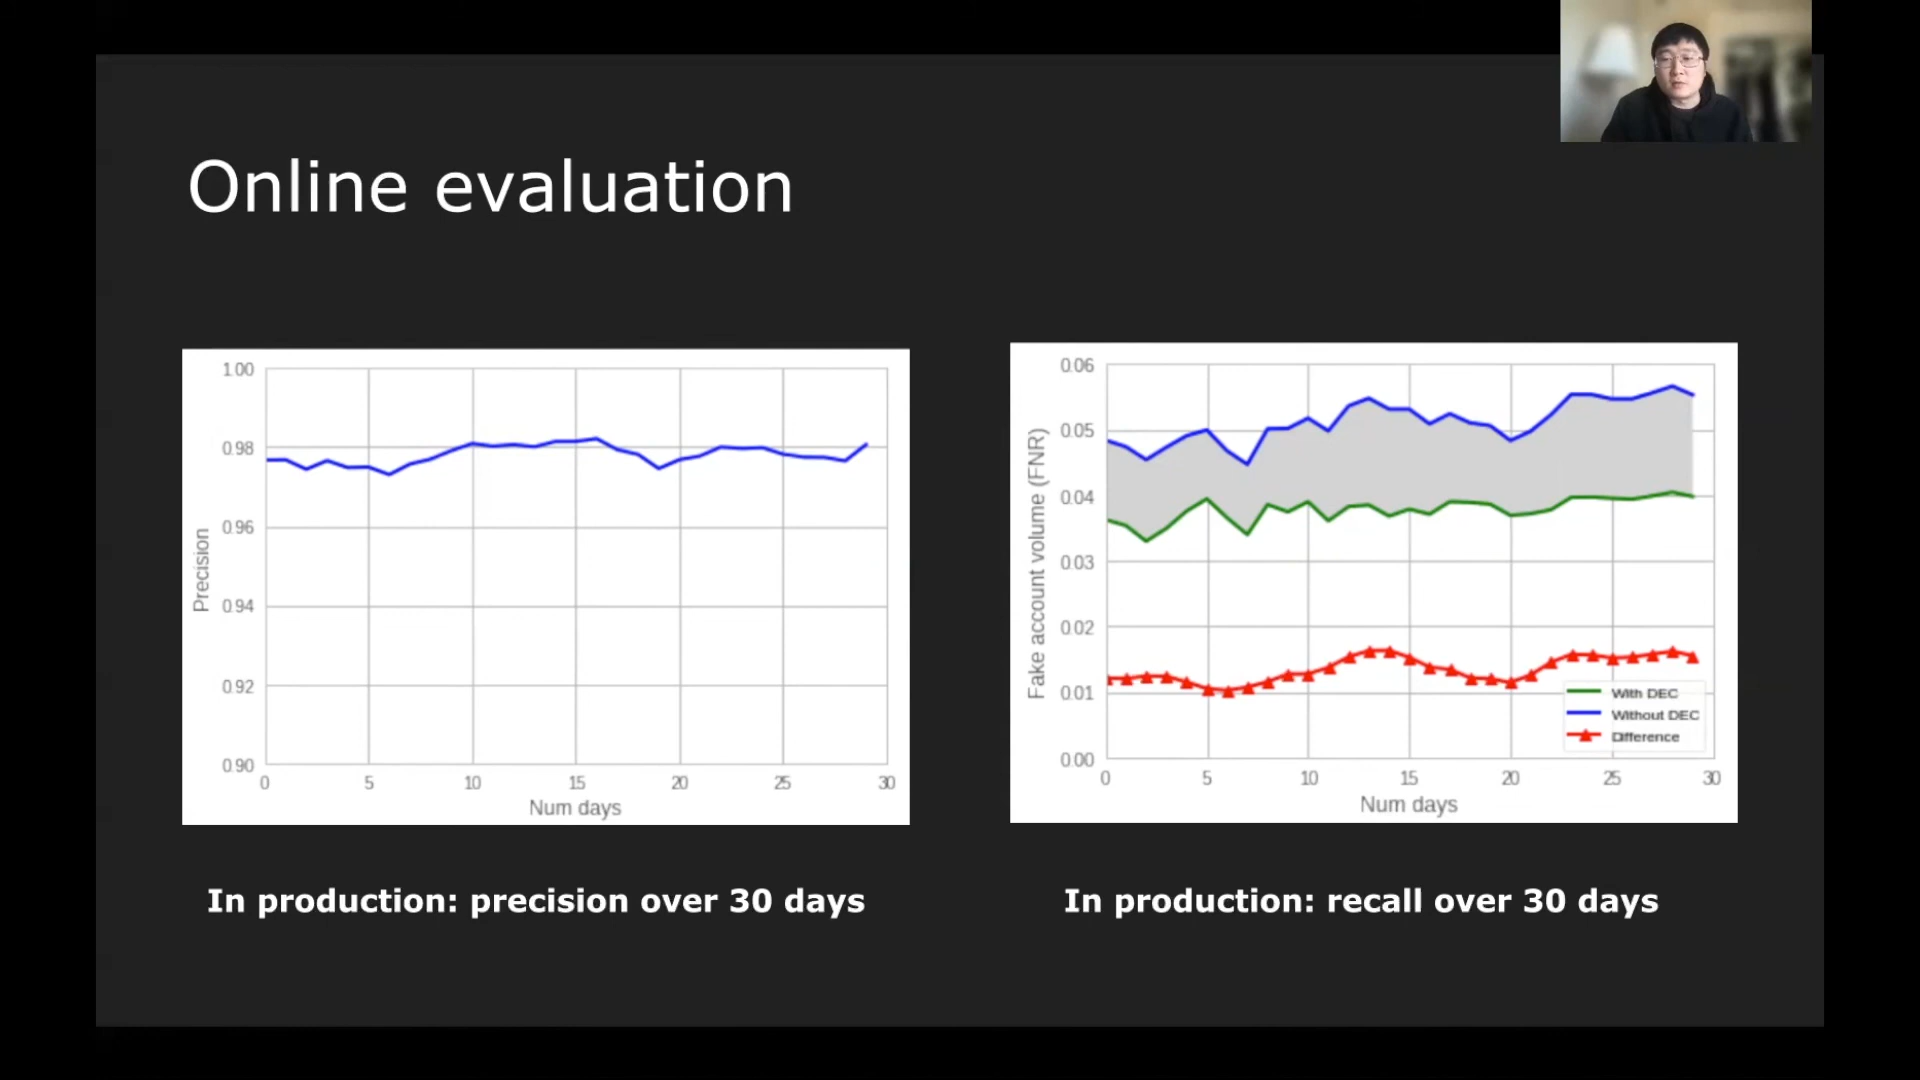 Online evaluation
1.00
0.98
0.96
0.94
0.92
0.90
Precision
0
5
10
15
20
25
30
Num days
In production: precision over 30 days
0.06
0.05
0.04
0.03
0.02
0.01
0.00
Fake account volume (FNR)
With DEC
Without DEC
Difference
0
5
10
15
20
25
30
Num days
In production: recall over 30 days